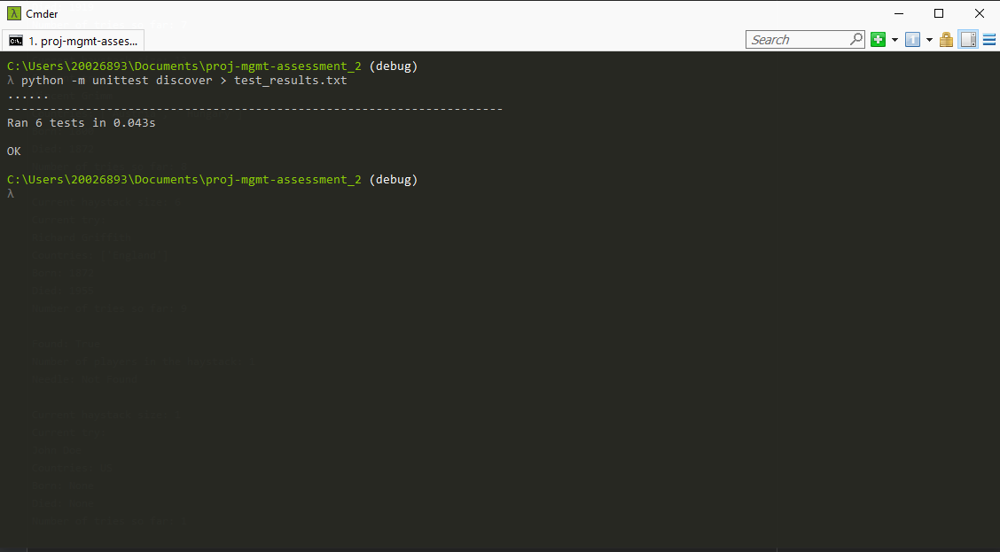 Cmder
1. proj-mgmt-asses...
Search
C:\Users\20026893\Documents\proj-mgmt-assessment_2 (debug)
λ python -m unittest discover > test_results.txt
......
----------------------------------------------------------------------
Ran 6 tests in 0.043s
OK
C:\Users\20026893\Documents\proj-mgmt-assessment_2 (debug)
λ